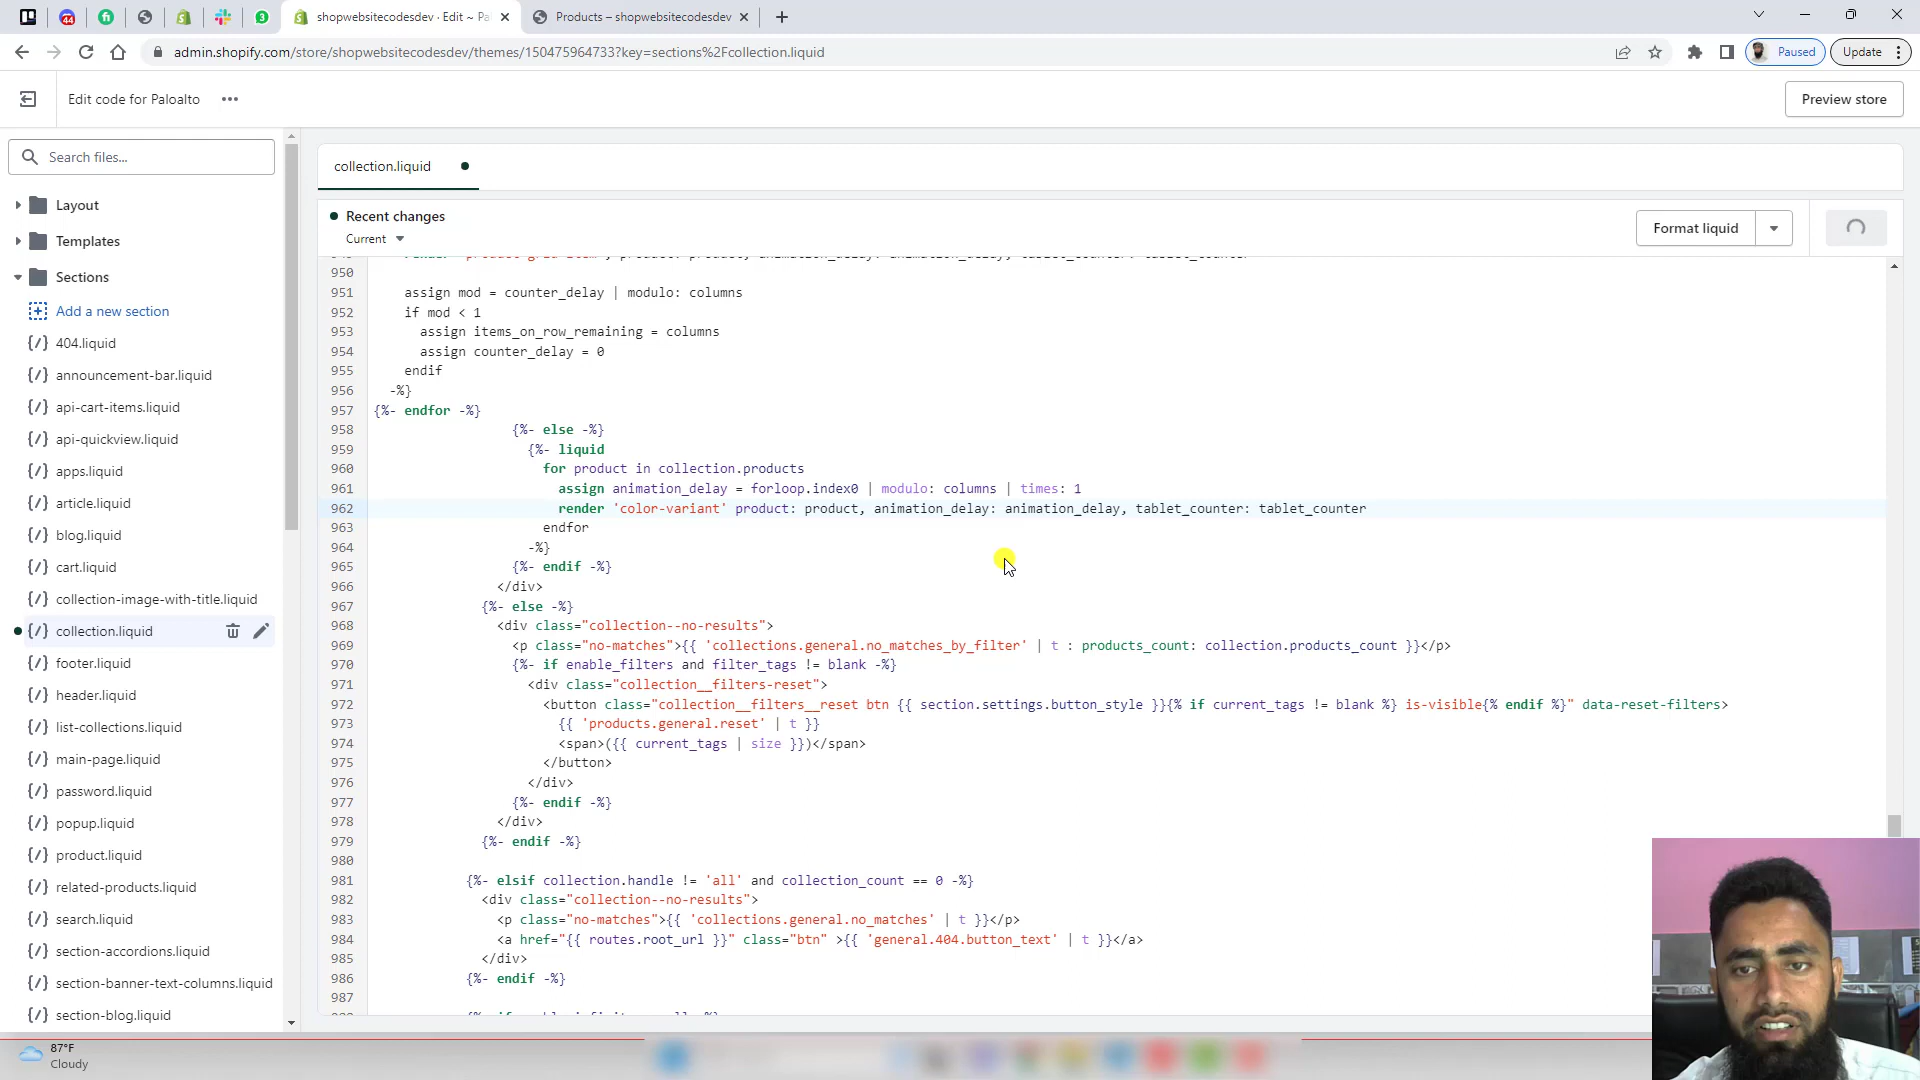 44
3
shopwebsitecodesdev · Edit ~ Pa
Products – shopwebsitecodesdev
admin.shopify.com/store/shopwebsitecodesdev/themes/150475964733?key=sections%2Fcollection.liquid
Paused
Update
Edit code for Paloalto
Preview store
Search files...
collection.liquid
Layout
Recent changes
Format liquid
Current
Templates
Sections
Add a new section
404.liquid
announcement-bar.liquid
api-cart-items.liquid
api-quickview.liquid
apps.liquid
article.liquid
blog.liquid
cart.liquid
collection-image-with-title.liquid
collection.liquid
footer.liquid
header.liquid
list-collections.liquid
main-page.liquid
password.liquid
popup.liquid
product.liquid
related-products.liquid
search.liquid
section-accordions.liquid
section-banner-text-columns.liquid
section-blog.liquid
950
951 assign mod = counter_delay | modulo: columns
952 if mod < 1
953 assign items_on_row_remaining = columns
954 assign counter_delay = 0
955 endif
956 -%}
957 {%- endfor -%}
958 {%- else -%}
959 {%- liquid
960 for product in collection.products
961 assign animation_delay = forloop.index0 | modulo: columns | times: 1
962 render 'color-variant' product: product, animation_delay: animation_delay, tablet_counter: tablet_counter
963 endfor
964 -%}
965 {%- endif -%}
966 </div>
967 {%- else -%}
968 <div class="collection--no-results">
969 <p class="no-matches">{{ 'collections.general.no_matches_by_filter' | t : products_count: collection.products_count }}</p>
970 {%- if enable_filters and filter_tags != blank -%}
971 <div class="collection__filters-reset">
972 <button class="collection__filters__reset btn {{ section.settings.button_style }}{% if current_tags != blank %} is-visible{% endif %}" data-reset-filters>
973 {{ 'products.general.reset' | t }}
974 <span>({{ current_tags | size }})</span>
975 </button>
976 </div>
977 {%- endif -%}
978 </div>
979 {%- endif -%}
980
981 {%- elsif collection.handle != 'all' and collection_count == 0 -%}
982 <div class="collection--no-results">
983 <p class="no-matches">{{ 'collections.general.no_matches' | t }}</p>
984 <a href="{{ routes.root_url }}" class="btn" >{{ 'general.404.button_text' | t }}</a>
985 </div>
986 {%- endif -%}
987
87°F
Cloudy